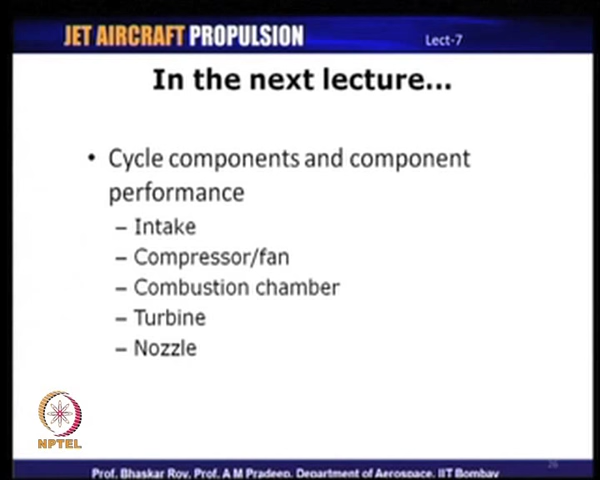 JET AIRCRAFT PROPULSION
Lect-7
In the next lecture...
• Cycle components and component
performance
– Intake
– Compressor/fan
– Combustion chamber
– Turbine
– Nozzle
NPTEL
26
Prof. Bhaskar Roy, Prof. A M Pradeep, Department of Aerospace, IIT Bombay